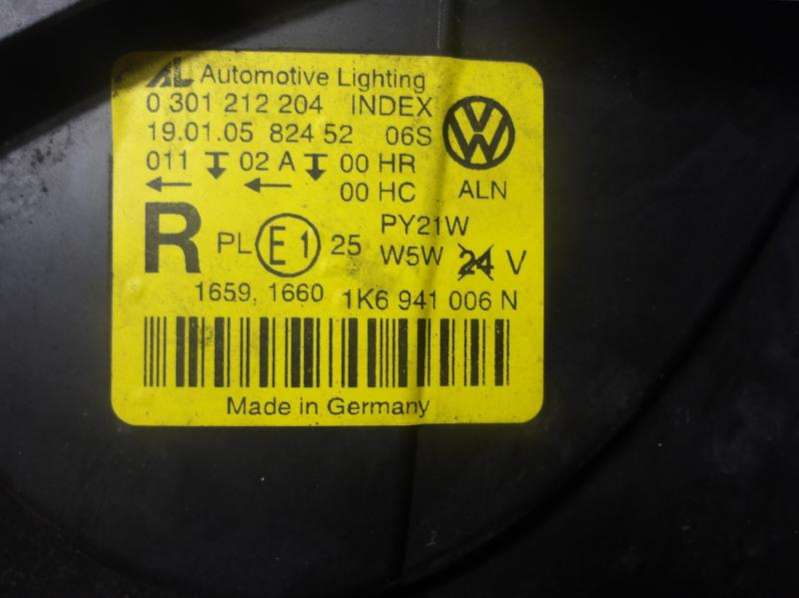 AL Automotive Lighting
0 301 212 204 INDEX
19.01.05 824 52 06S
011 02 A 00 HR
00 HC
ALN
R PL E1 25 PY21W
W5W 24 V
1659, 1660 1K6 941 006 N
Made in Germany